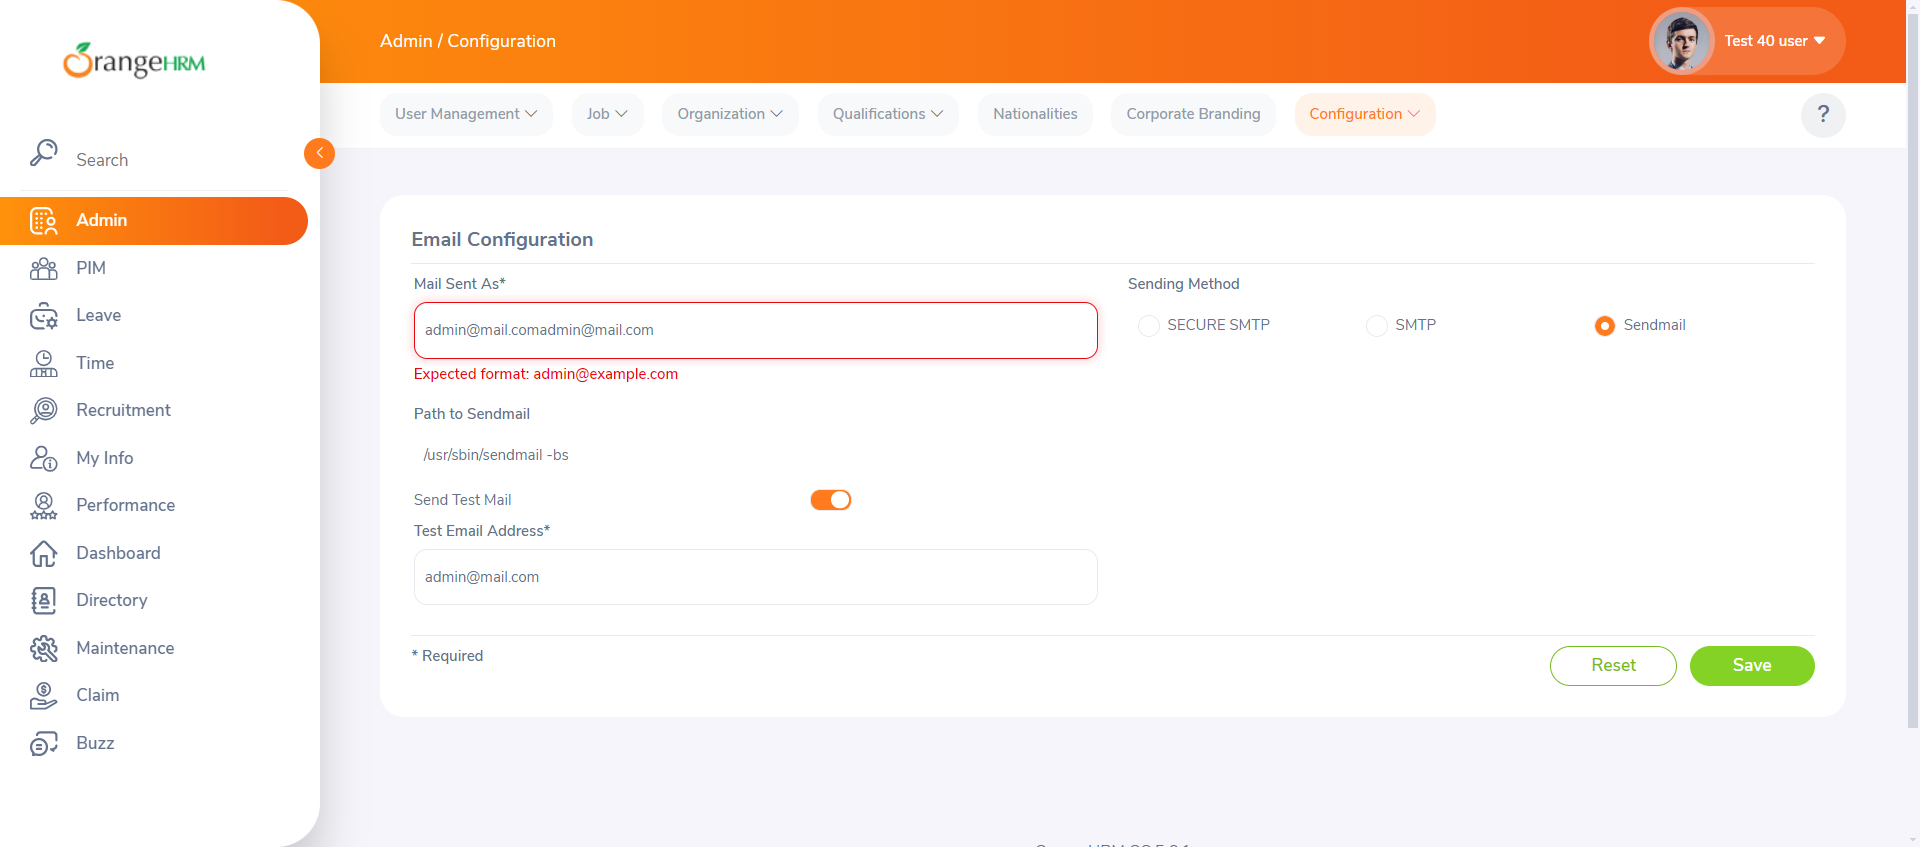 OrangeHRM
Admin / Configuration
Test 40 user
User Management
Job
Organization
Qualifications
Nationalities
Corporate Branding
Configuration
?
Search
Admin
PIM
Leave
Time
Recruitment
My Info
Performance
Dashboard
Directory
Maintenance
Claim
Buzz
Email Configuration
Mail Sent As*
admin@mail.comadmin@mail.com
Expected format: admin@example.com
Sending Method
SECURE SMTP
SMTP
Sendmail
Path to Sendmail
/usr/sbin/sendmail -bs
Send Test Mail
Test Email Address*
admin@mail.com
* Required
Reset
Save